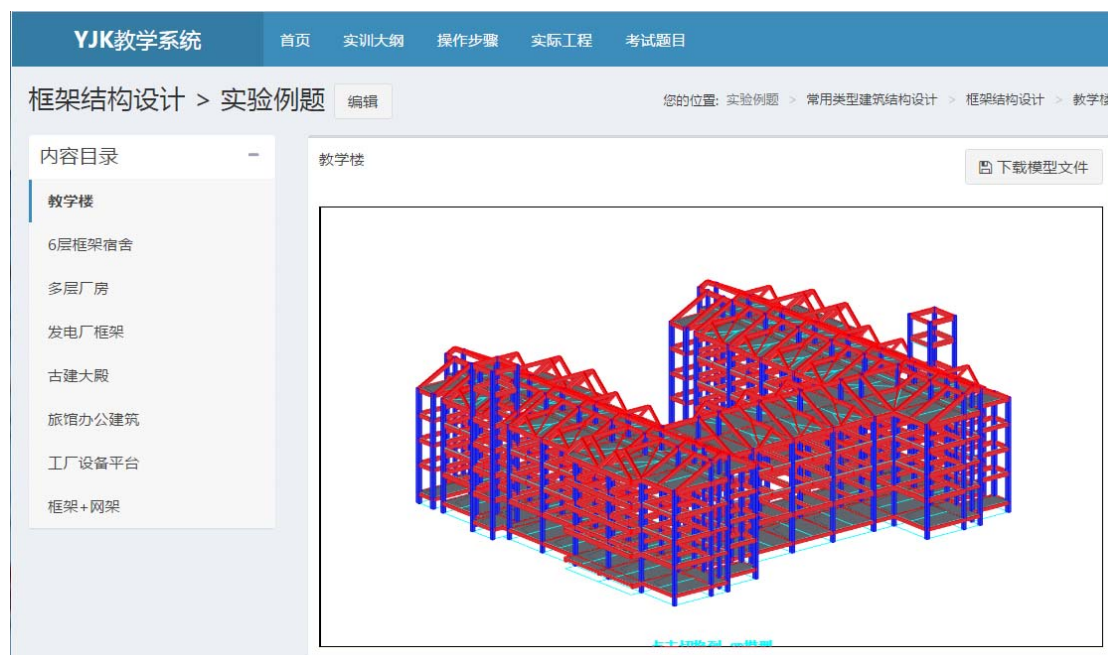 YJK教学系统 首页 实训大纲 操作步骤 实际工程 考试题目
框架结构设计 > 实验例题 编辑 您的位置: 实验例题 > 常用类型建筑结构设计 > 框架结构设计 > 教学
内容目录 −
教学楼 下载模型文件
教学楼
6层框架宿舍
多层厂房
发电厂框架
古建大殿
旅馆办公建筑
工厂设备平台
框架+网架